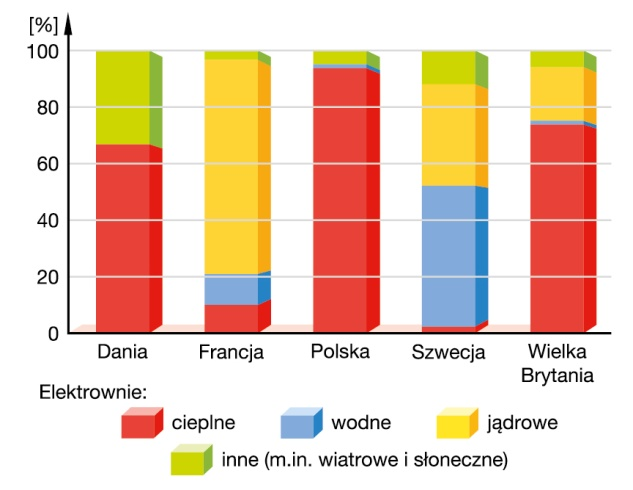 [%]
100
80
60
40
20
0
Dania Francja Polska Szwecja Wielka
Brytania
Elektrownie:
cieplne wodne jądrowe
inne (m.in. wiatrowe i słoneczne)